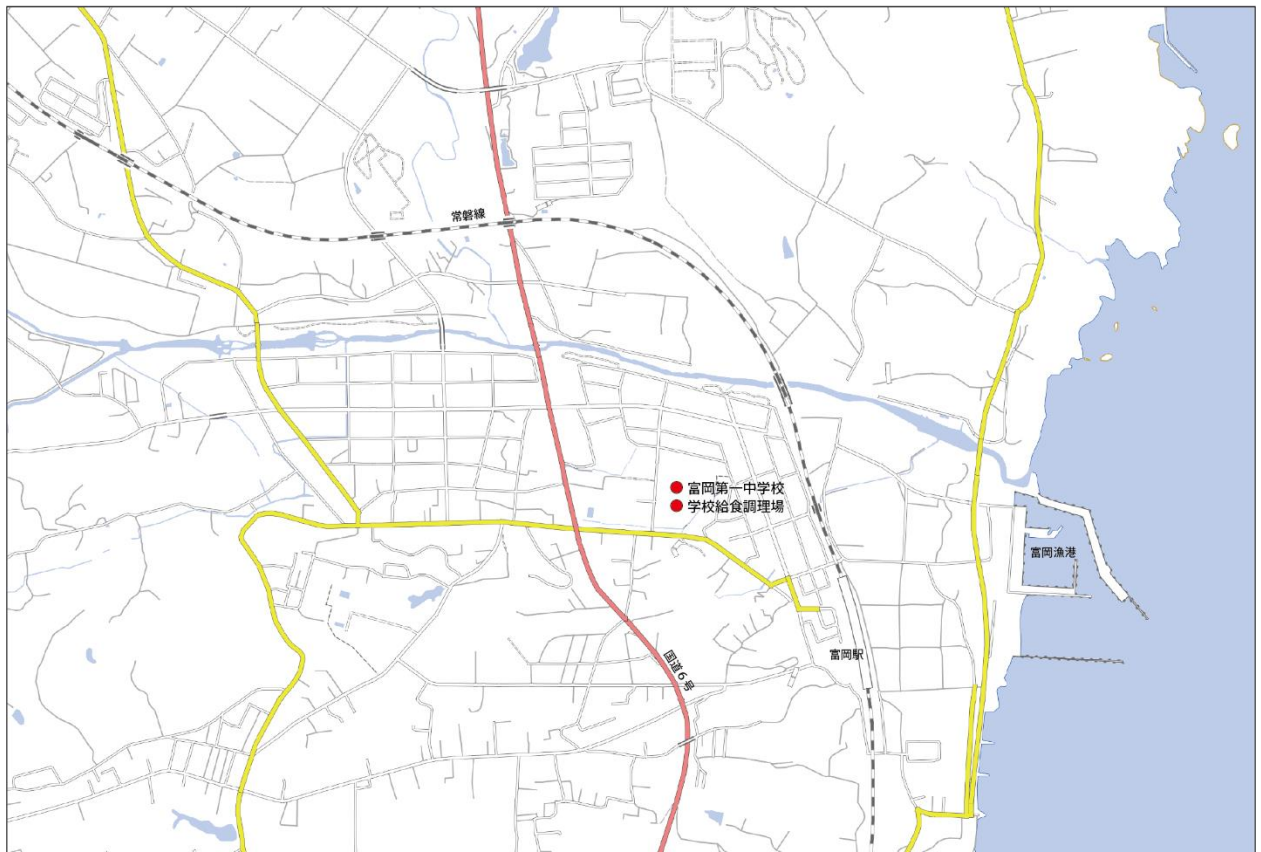 常磐線
富岡第一中学校
学校給食調理場
富岡漁港
富岡駅
国道6号